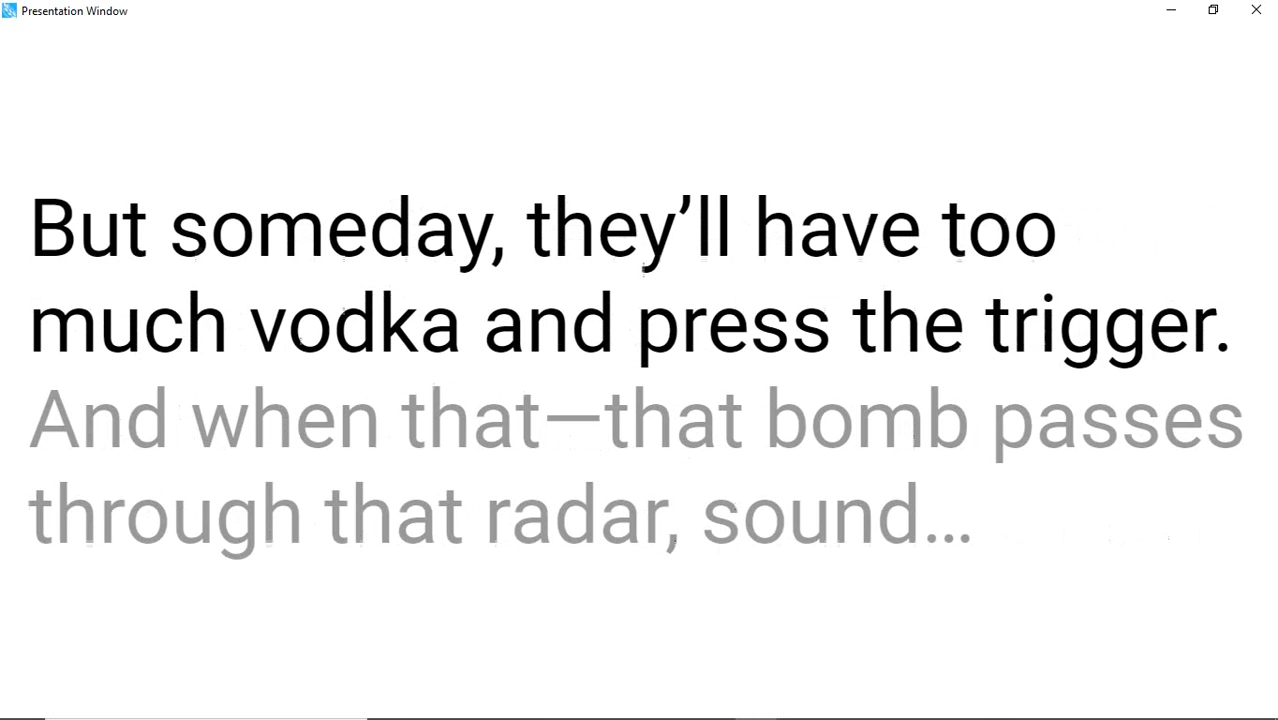 Presentation Window
But someday, they’ll have too
much vodka and press the trigger.
And when that—that bomb passes
through that radar, sound…